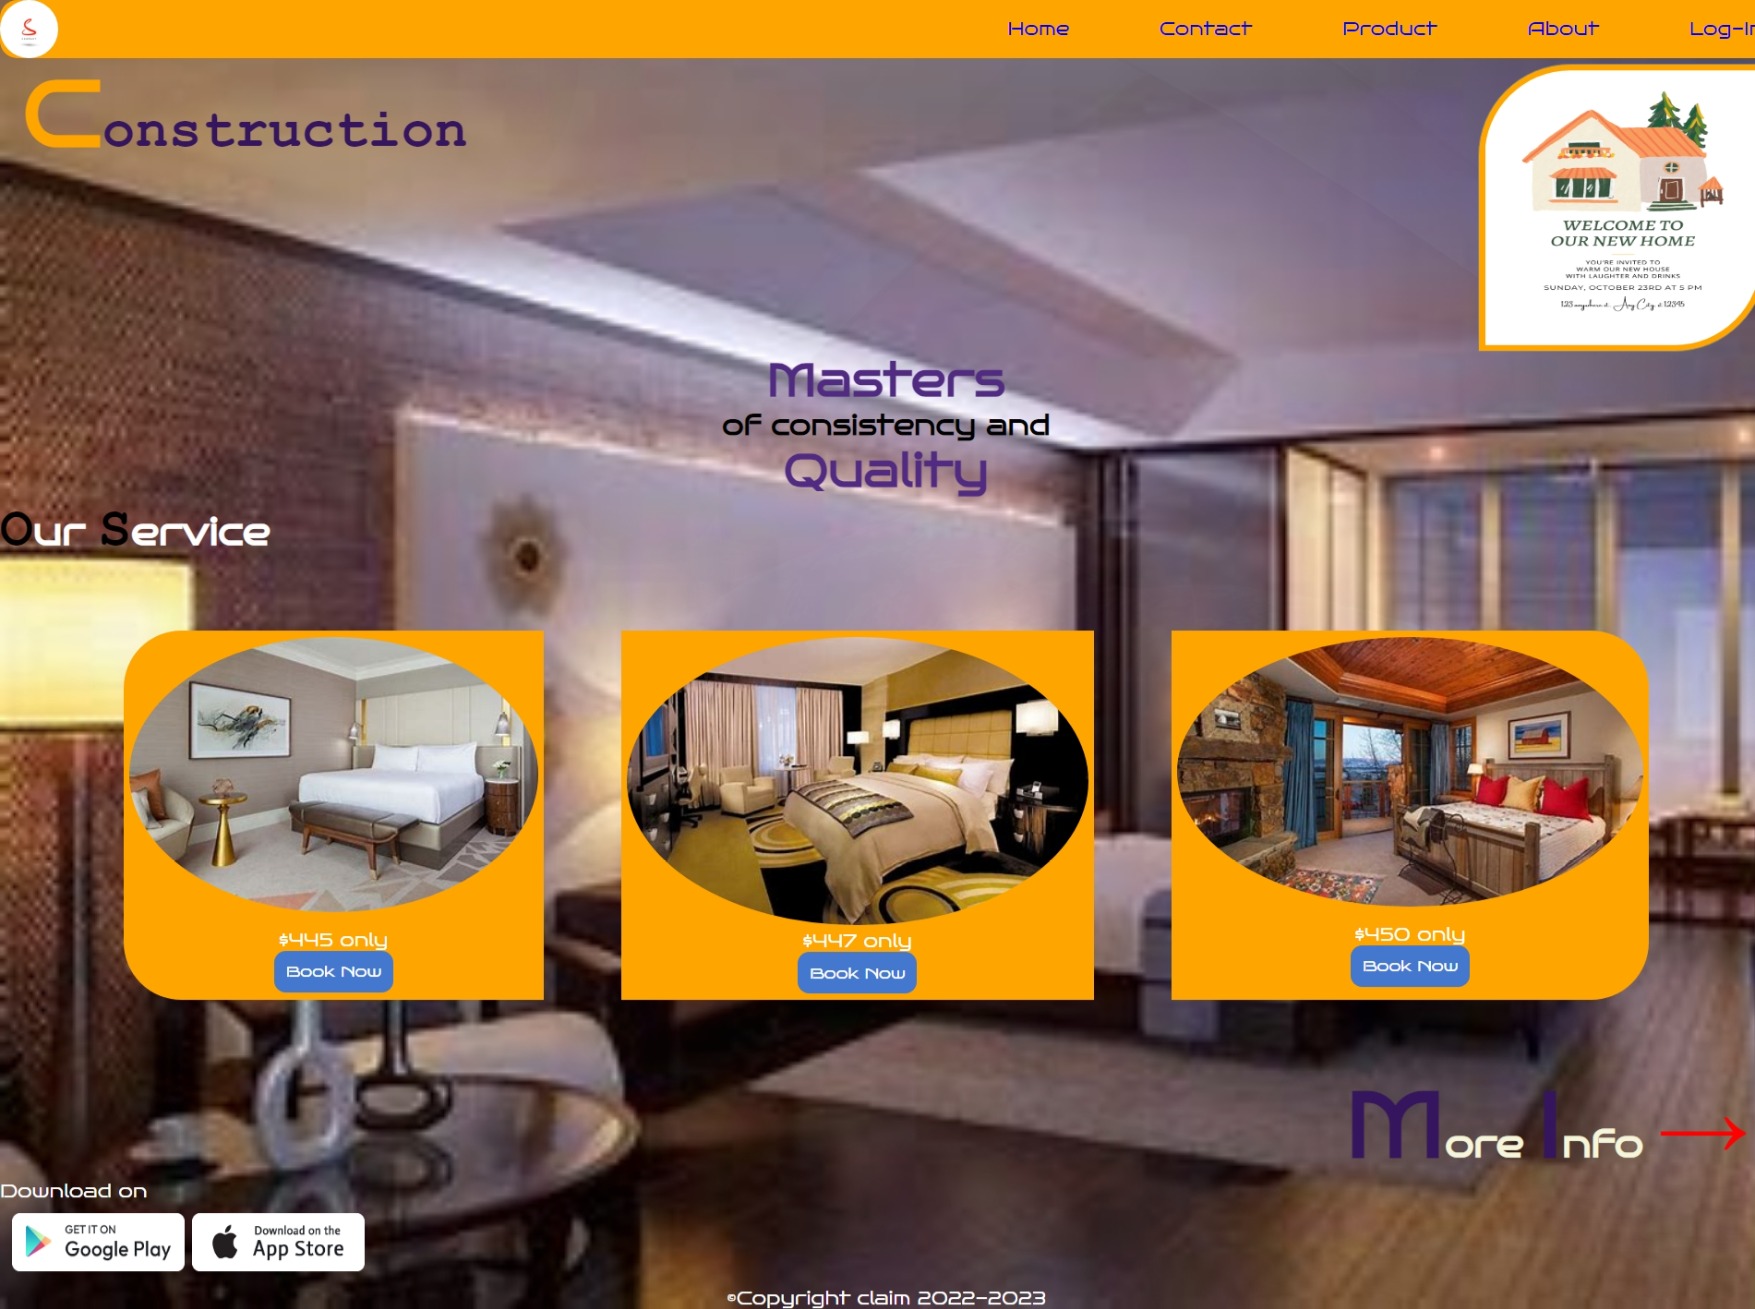 Home Contact Product About Log-In
Construction
WELCOME TO
OUR NEW HOME
YOU'RE INVITED TO
WARM OUR NEW HOUSE
WITH LAUGHTER AND DRINKS
SUNDAY, OCTOBER 23RD AT 5 PM
123 anywhere st. Any City st 12345
Masters
of consistency and
Quality
Our Service
$445 only
Book Now
$447 only
Book Now
$450 only
Book Now
More Info →
Download on
GET IT ON
Google Play
Download on the
App Store
©Copyright claim 2022-2023